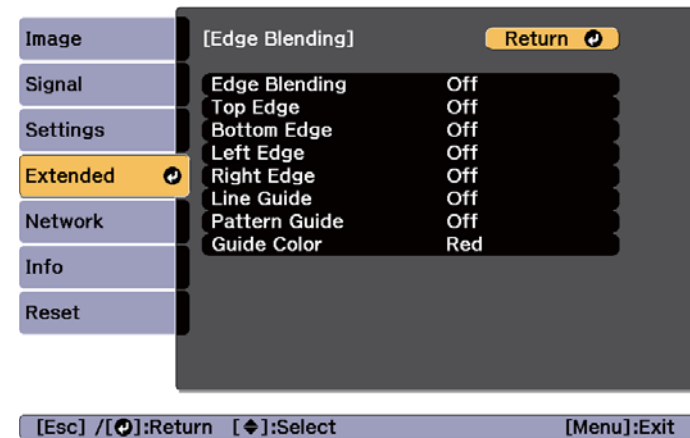 Image
Signal
Settings
Extended
Network
Info
Reset
[Edge Blending] Return
Edge Blending Off
Top Edge Off
Bottom Edge Off
Left Edge Off
Right Edge Off
Line Guide Off
Pattern Guide Off
Guide Color Red
[Esc] /[⏎]:Return [◆]:Select [Menu]:Exit